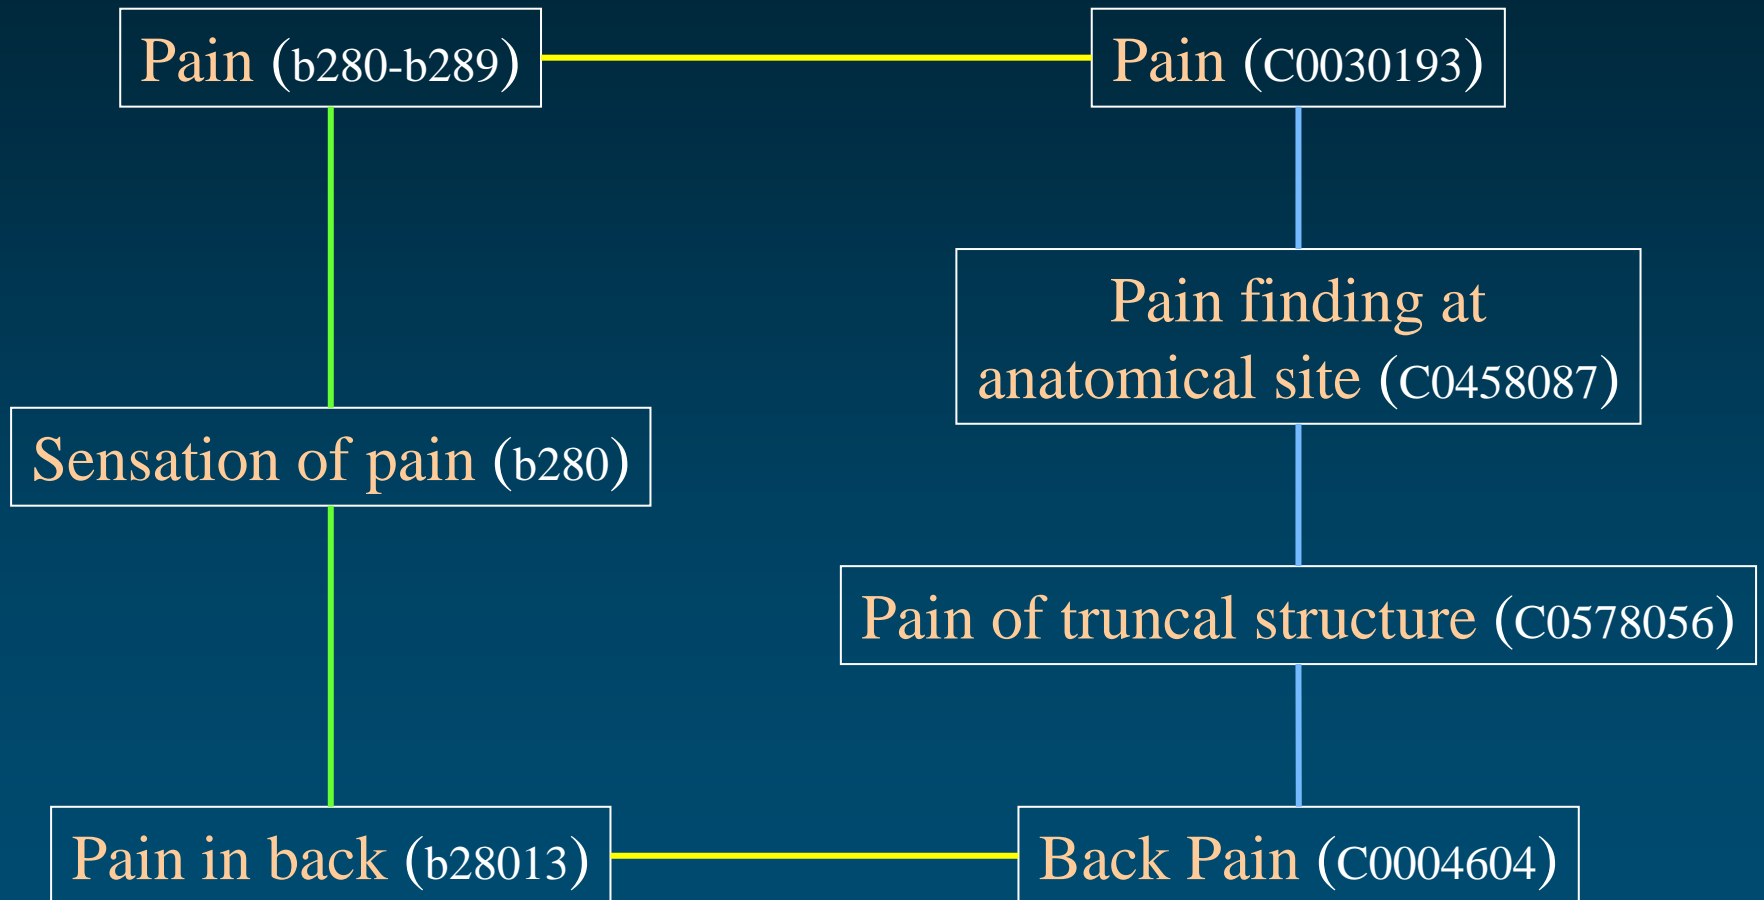 Pain (b280-b289)
Pain (C0030193)
Pain finding at
anatomical site (C0458087)
Sensation of pain (b280)
Pain of truncal structure (C0578056)
Pain in back (b28013)
Back Pain (C0004604)